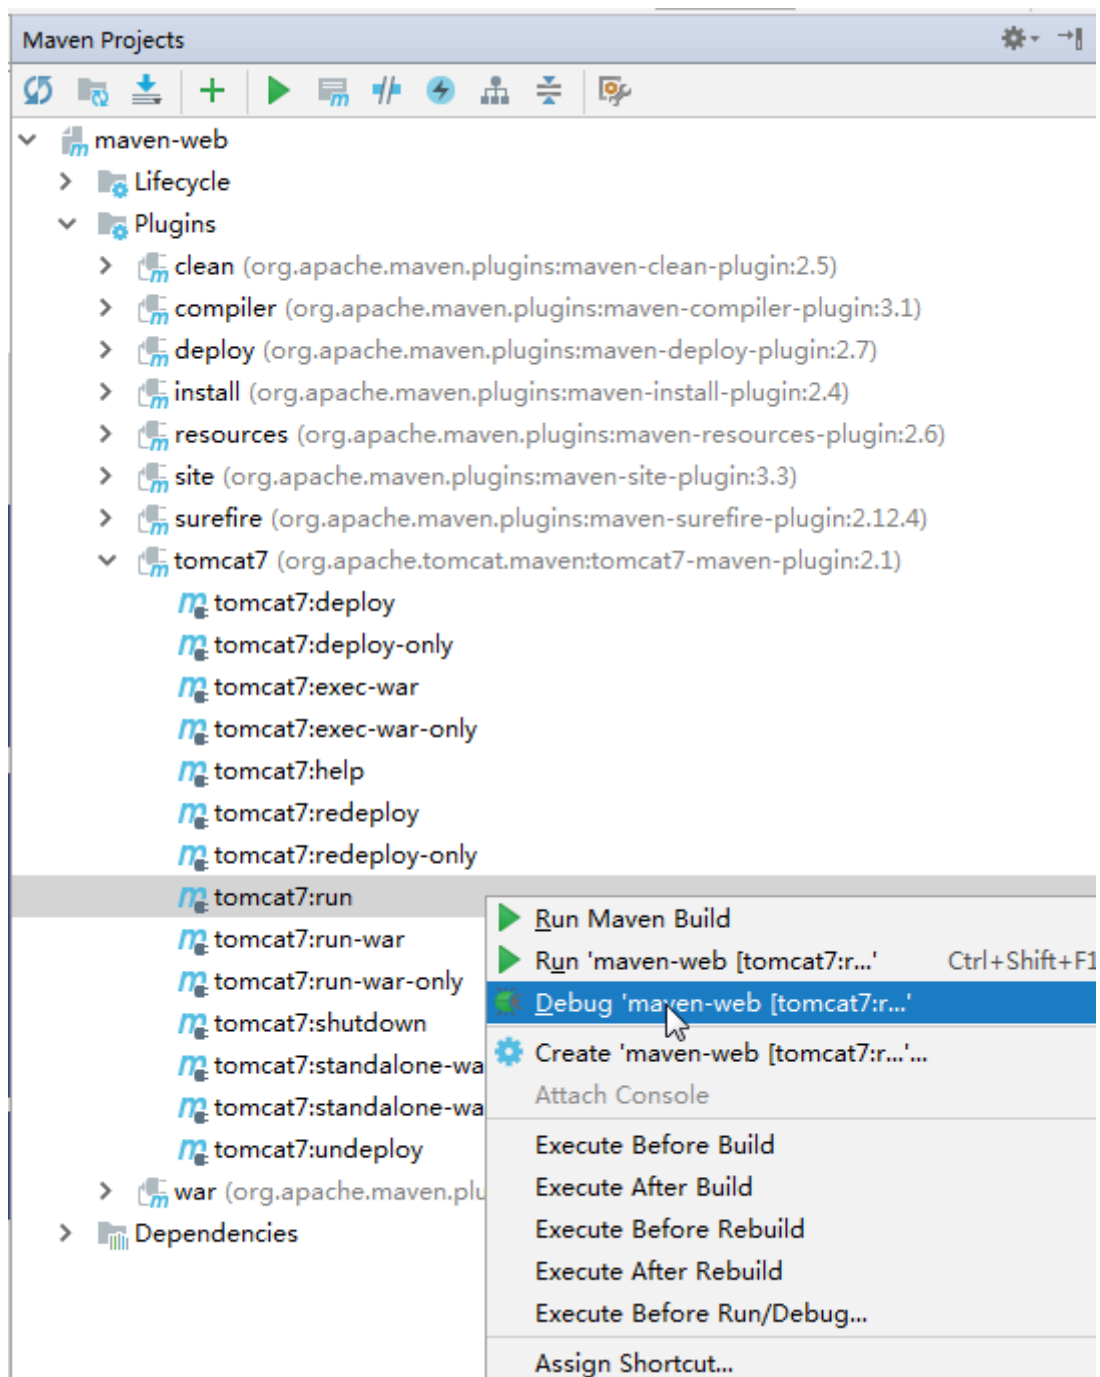 Maven Projects
maven-web
Lifecycle
Plugins
clean (org.apache.maven.plugins:maven-clean-plugin:2.5)
compiler (org.apache.maven.plugins:maven-compiler-plugin:3.1)
deploy (org.apache.maven.plugins:maven-deploy-plugin:2.7)
install (org.apache.maven.plugins:maven-install-plugin:2.4)
resources (org.apache.maven.plugins:maven-resources-plugin:2.6)
site (org.apache.maven.plugins:maven-site-plugin:3.3)
surefire (org.apache.maven.plugins:maven-surefire-plugin:2.12.4)
tomcat7 (org.apache.tomcat.maven:tomcat7-maven-plugin:2.1)
tomcat7:deploy
tomcat7:deploy-only
tomcat7:exec-war
tomcat7:exec-war-only
tomcat7:help
tomcat7:redeploy
tomcat7:redeploy-only
tomcat7:run
tomcat7:run-war
tomcat7:run-war-only
tomcat7:shutdown
tomcat7:standalone-wa
tomcat7:standalone-wa
tomcat7:undeploy
war (org.apache.maven.plu
Dependencies
Run Maven Build
Run 'maven-web [tomcat7:r...' Ctrl+Shift+F1
Debug 'maven-web [tomcat7:r...'
Create 'maven-web [tomcat7:r...'...
Attach Console
Execute Before Build
Execute After Build
Execute Before Rebuild
Execute After Rebuild
Execute Before Run/Debug...
Assign Shortcut...